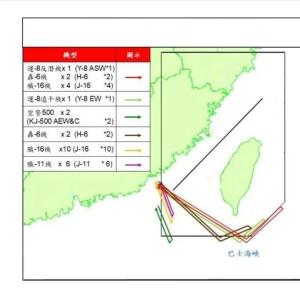 機型 圖示
運-8反潛機x 1 (Y-8 ASW*1)
轟-6機 x 2 (H-6 *2)
殲-16機 x 4 (J-16 *4)
運-8遠干機x 1 (Y-8 EW *1)
空警500 x 2
(KJ-500 AEW&C *2)
轟-6機 x 2 (H-6 *2)
殲-16機 x10 (J-16 *10)
殲-11機 x 6 (J-11 * 6)
巴士海峽